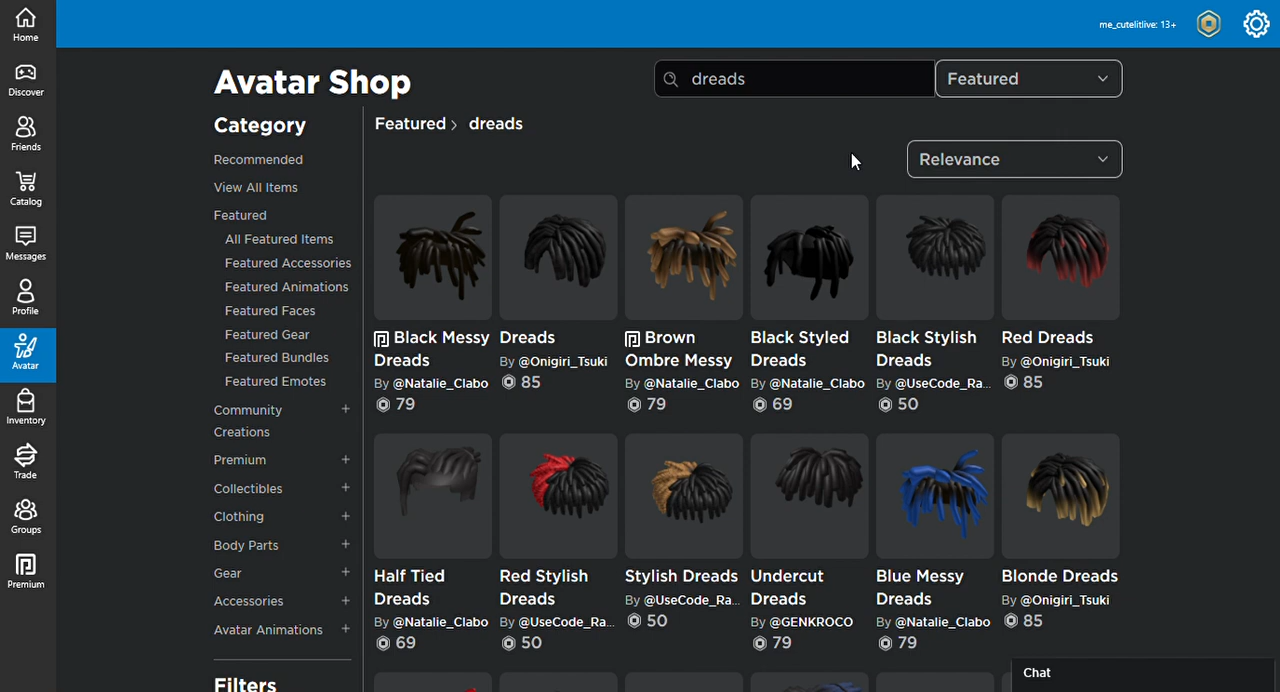 me_cutelitlive: 13+
Home
Discover
Friends
Catalog
Messages
Profile
Avatar
Inventory
Trade
Groups
Premium
Avatar Shop
dreads
Featured
Category
Recommended
View All Items
Featured
All Featured Items
Featured Accessories
Featured Animations
Featured Faces
Featured Gear
Featured Bundles
Featured Emotes
Community +
Creations
Premium +
Collectibles +
Clothing +
Body Parts +
Gear +
Accessories +
Avatar Animations +
Filters
Featured > dreads
Relevance
Black Messy
Dreads
By @Natalie_Clabo
79
Dreads
By @Onigiri_Tsuki
85
Brown
Ombre Messy
By @Natalie_Clabo
79
Black Styled
Dreads
By @Natalie_Clabo
69
Black Stylish
Dreads
By @UseCode_Ra...
50
Red Dreads
By @Onigiri_Tsuki
85
Half Tied
Dreads
By @Natalie_Clabo
69
Red Stylish
Dreads
By @UseCode_Ra...
50
Stylish Dreads
By @UseCode_Ra...
50
Undercut
Dreads
By @GENKROCO
79
Blue Messy
Dreads
By @Natalie_Clabo
79
Blonde Dreads
By @Onigiri_Tsuki
85
Chat